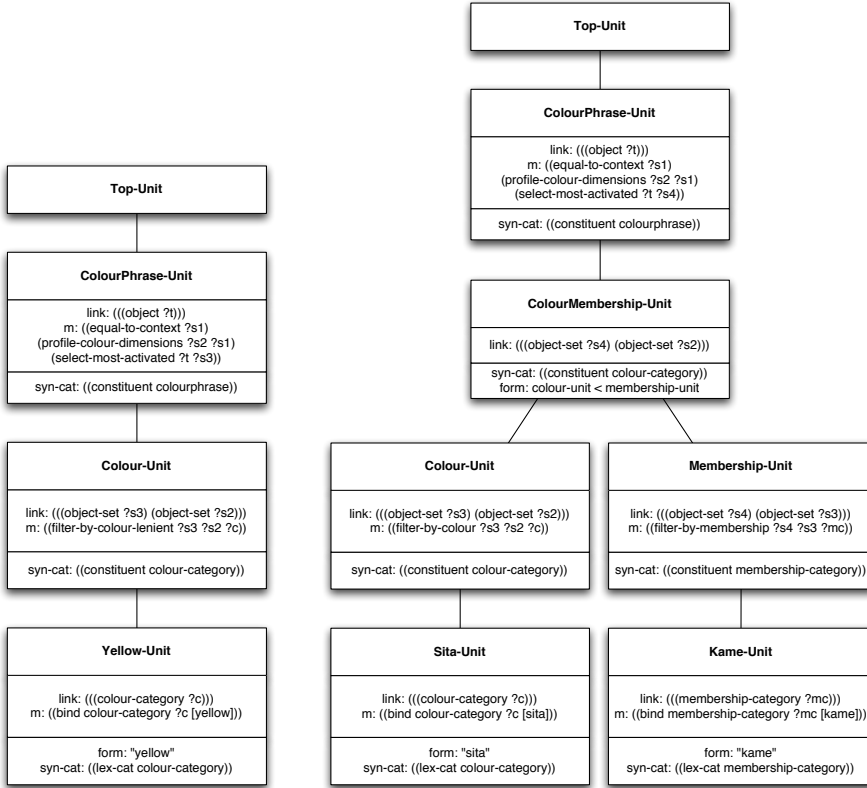 Top-Unit
ColourPhrase-Unit
link: (((object ?t)))
m: ((equal-to-context ?s1)
(profile-colour-dimensions ?s2 ?s1)
(select-most-activated ?t ?s3))
syn-cat: ((constituent colourphrase))
Colour-Unit
link: (((object-set ?s3) (object-set ?s2)))
m: ((filter-by-colour-lenient ?s3 ?s2 ?c))
syn-cat: ((constituent colour-category))
Yellow-Unit
link: (((colour-category ?c)))
m: ((bind colour-category ?c [yellow]))
form: "yellow"
syn-cat: ((lex-cat colour-category))
Top-Unit
ColourPhrase-Unit
link: (((object ?t)))
m: ((equal-to-context ?s1)
(profile-colour-dimensions ?s2 ?s1)
(select-most-activated ?t ?s4))
syn-cat: ((constituent colourphrase))
ColourMembership-Unit
link: (((object-set ?s4) (object-set ?s2)))
syn-cat: ((constituent colour-category))
form: colour-unit < membership-unit
Colour-Unit
link: (((object-set ?s3) (object-set ?s2)))
m: ((filter-by-colour ?s3 ?s2 ?c))
syn-cat: ((constituent colour-category))
Sita-Unit
link: (((colour-category ?c)))
m: ((bind colour-category ?c [sita]))
form: "sita"
syn-cat: ((lex-cat colour-category))
Membership-Unit
link: (((object-set ?s4) (object-set ?s3)))
m: ((filter-by-membership ?s4 ?s3 ?mc))
syn-cat: ((constituent membership-category))
Kame-Unit
link: (((membership-category ?mc)))
m: ((bind membership-category ?mc [kame]))
form: "kame"
syn-cat: ((lex-cat membership-category))